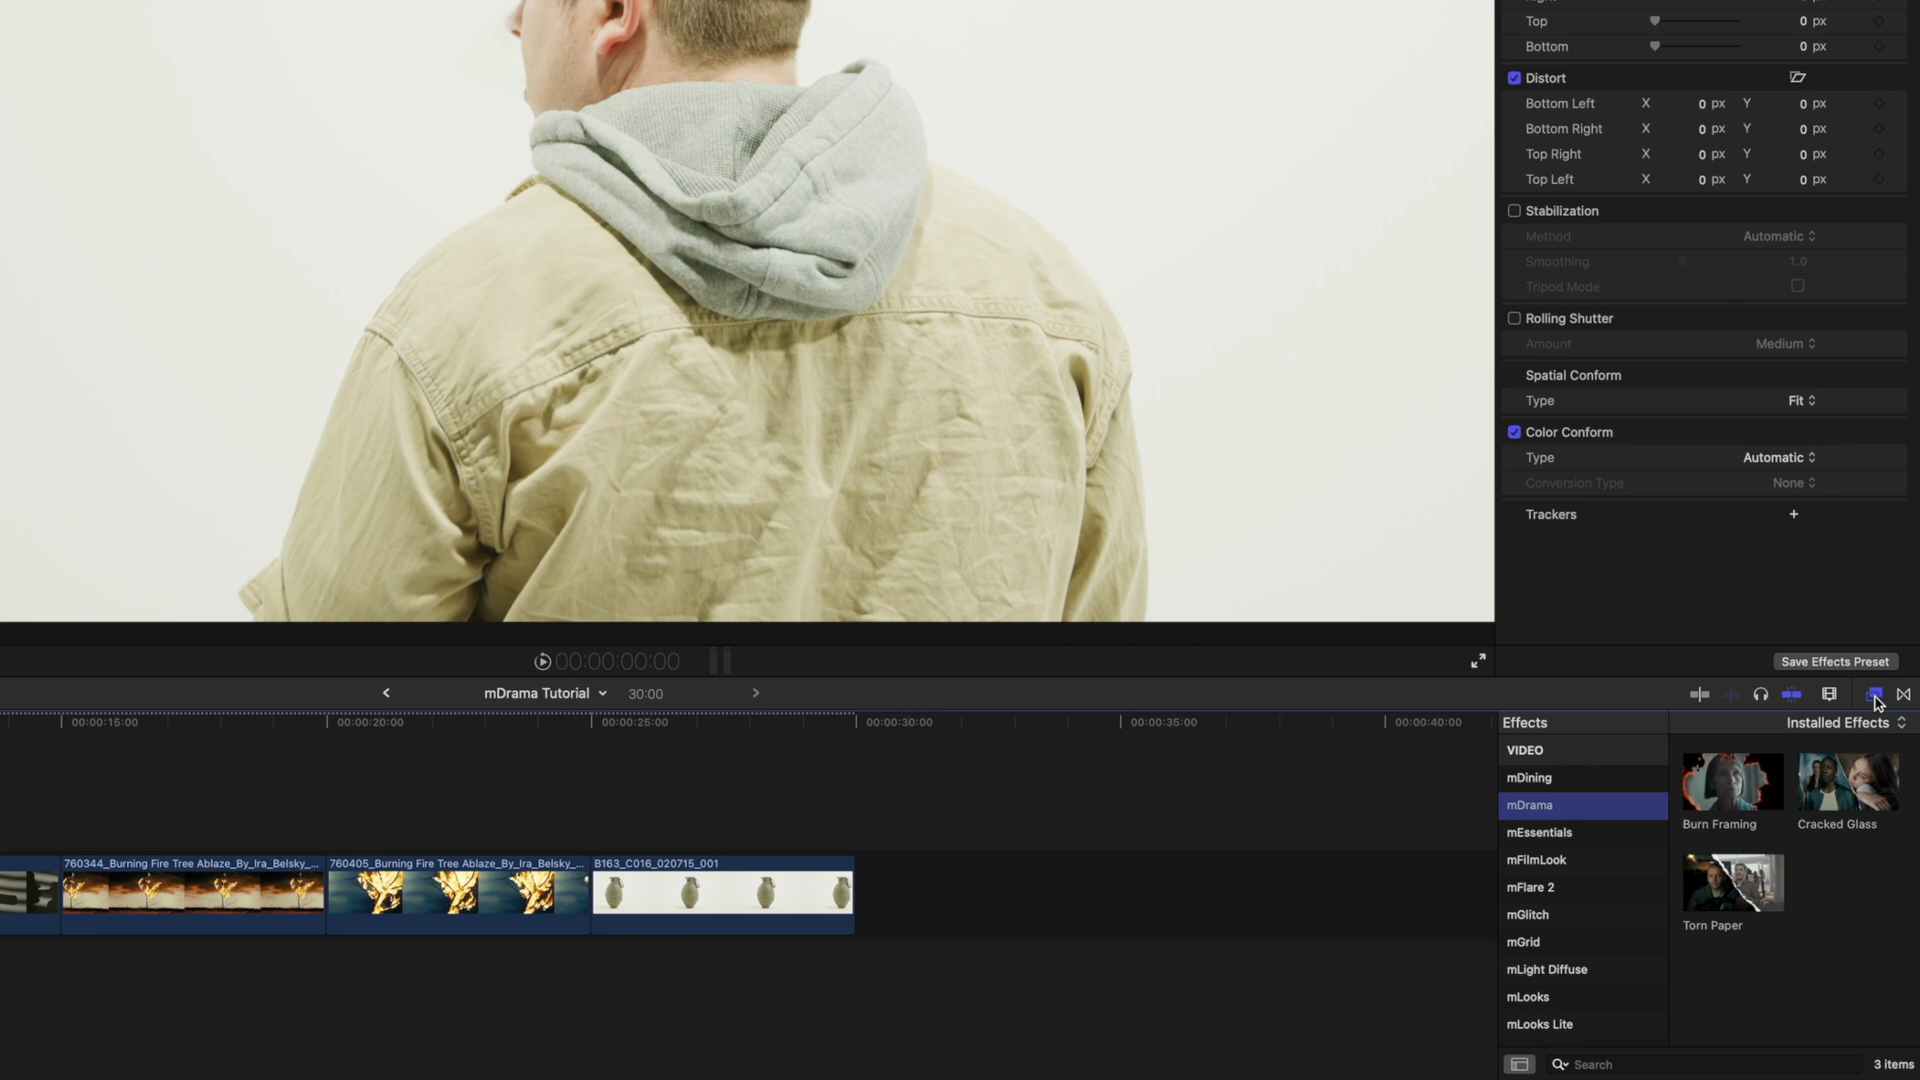 Top 0 px
Bottom 0 px
Distort
Bottom Left X 0 px Y 0 px
Bottom Right X 0 px Y 0 px
Top Right X 0 px Y 0 px
Top Left X 0 px Y 0 px
Stabilization
Method Automatic
Smoothing 1.0
Tripod Mode
Rolling Shutter
Amount Medium
Spatial Conform
Type Fit
Color Conform
Type Automatic
Conversion Type None
Trackers +
00:00:00:00
Save Effects Preset
mDrama Tutorial 30:00
00:00:15:00 00:00:20:00 00:00:25:00 00:00:30:00 00:00:35:00 00:00:40:00
Effects
Installed Effects
VIDEO
mDining
mDrama
mEssentials
mFilmLook
mFlare 2
mGlitch
mGrid
mLight Diffuse
mLooks
mLooks Lite
Burn Framing
Cracked Glass
Torn Paper
760344_Burning Fire Tree Ablaze_By_Ira_Belsky_...
760405_Burning Fire Tree Ablaze_By_Ira_Belsky_...
B163_C016_020715_001
Search
3 items